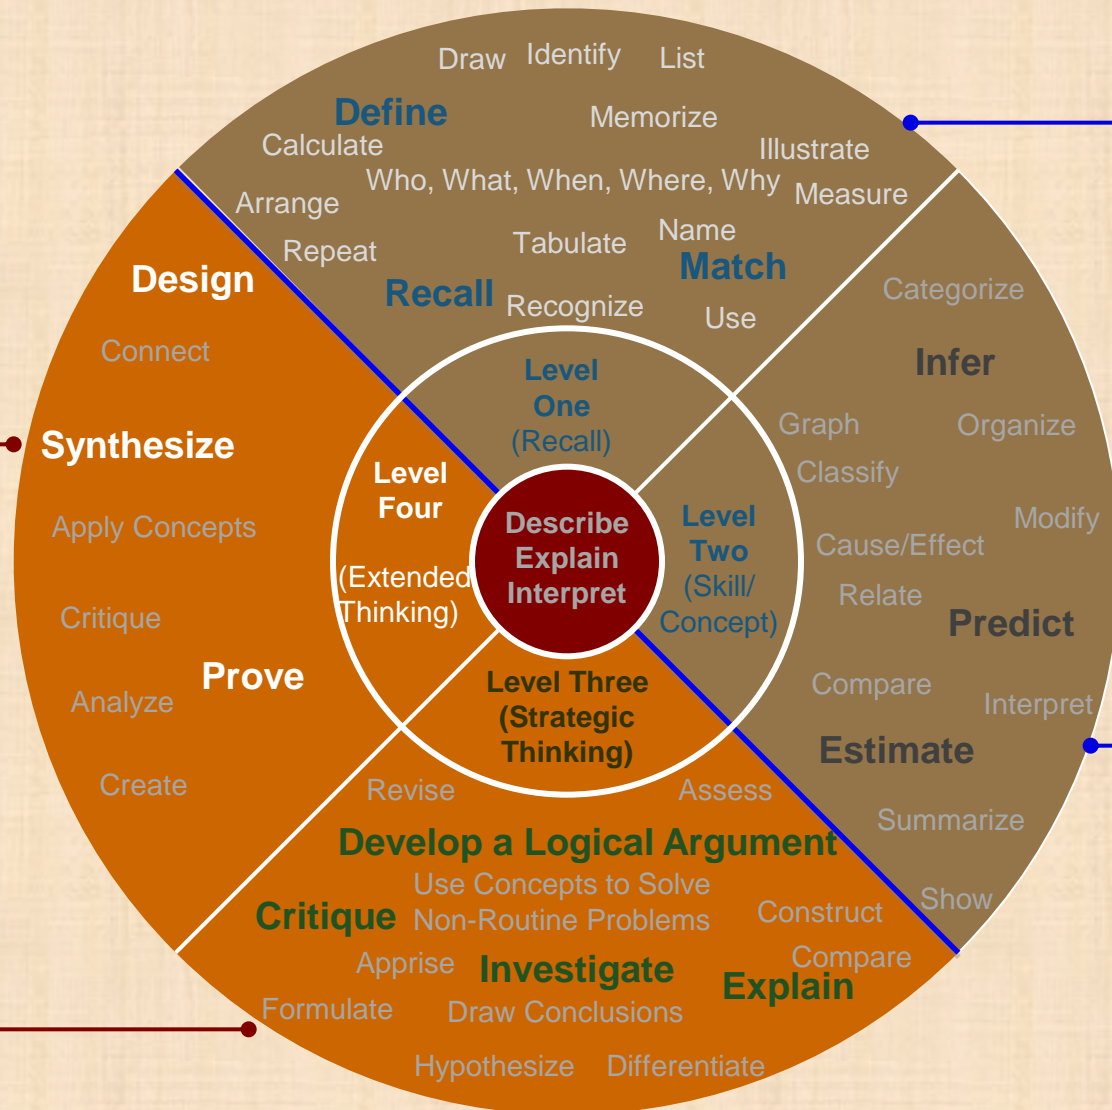 Draw Identify List
Define
Memorize
Calculate
Illustrate
Who, What, When, Where, Why
Measure
Arrange
Name
Repeat
Tabulate
Match
Recall
Recognize
Use
Level
One
(Recall)
Categorize
Infer
Graph
Organize
Classify
Modify
Cause/Effect
Relate
Predict
Compare
Interpret
Estimate
Summarize
Show
Level
Two
(Skill/
Concept)
Describe
Explain
Interpret
Level Three
(Strategic
Thinking)
Revise
Assess
Develop a Logical Argument
Use Concepts to Solve
Non-Routine Problems
Critique
Construct
Compare
Apprise
Investigate
Explain
Formulate
Draw Conclusions
Hypothesize
Differentiate
Level
Four
(Extended
Thinking)
Design
Connect
Synthesize
Apply Concepts
Critique
Prove
Analyze
Create